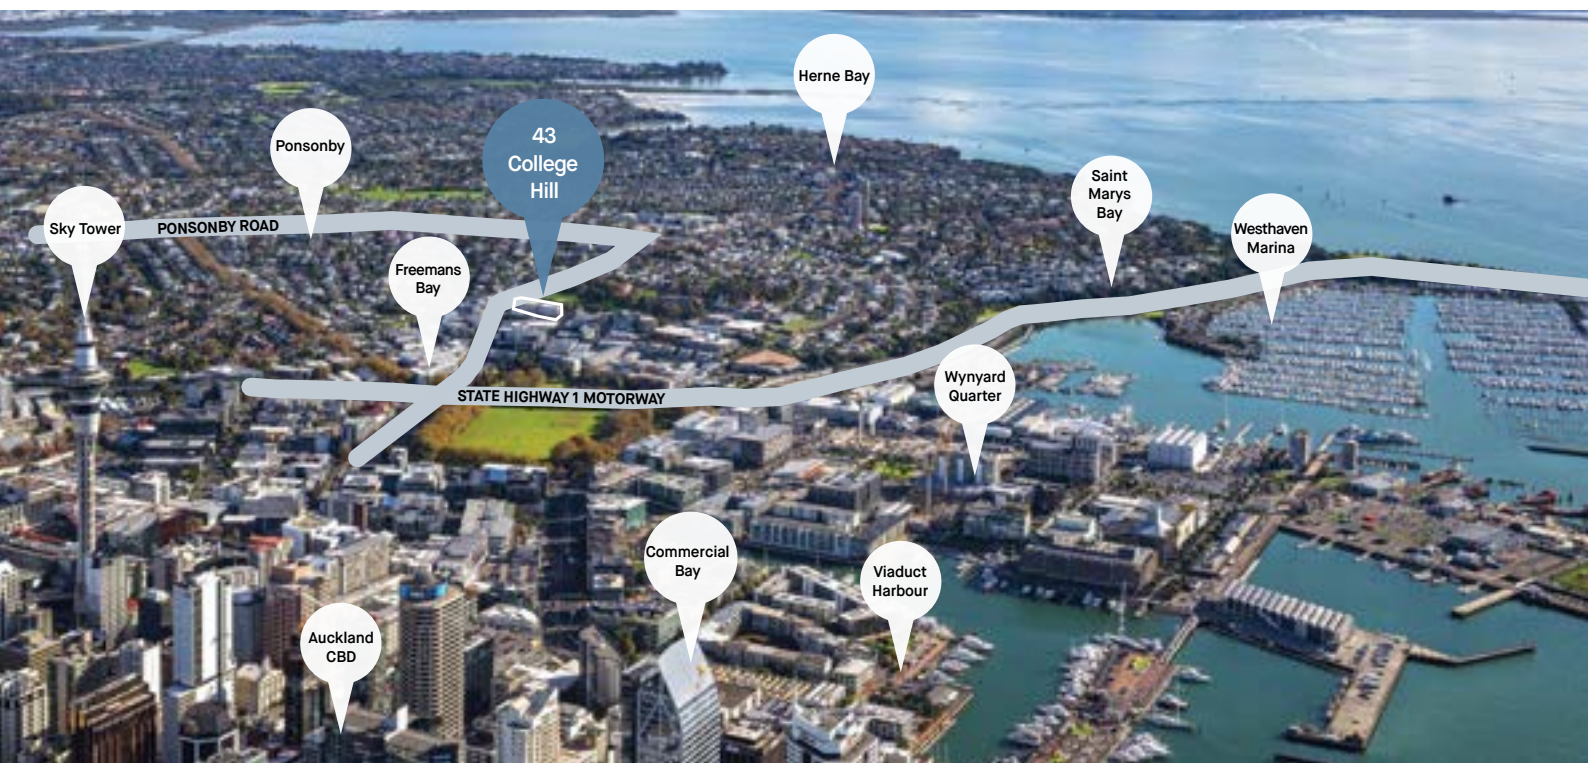 Herne Bay
43
College
Hill
Ponsonby
Saint
Marys
Bay
Sky Tower
PONSONBY ROAD
Westhaven
Marina
Freemans
Bay
STATE HIGHWAY 1 MOTORWAY
Wynyard
Quarter
Commercial
Bay
Viaduct
Harbour
Auckland
CBD